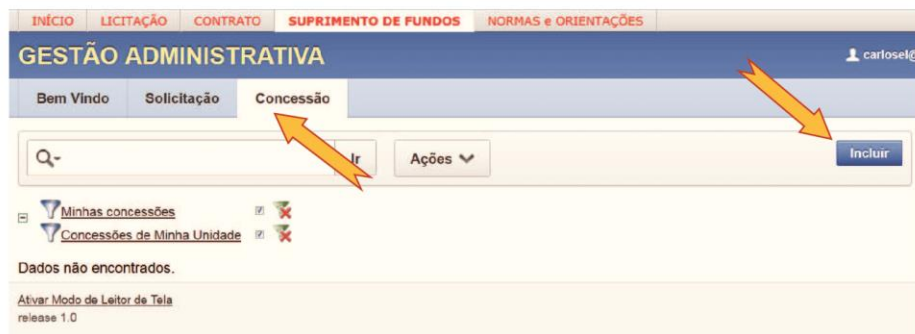 INÍCIO LICITAÇÃO CONTRATO SUPRIMENTO DE FUNDOS NORMAS e ORIENTAÇÕES
GESTÃO ADMINISTRATIVA carlosel@
Bem Vindo Solicitação Concessão
Ir Ações Incluir
Minhas concessões
Concessões de Minha Unidade
Dados não encontrados.
Ativar Modo de Leitor de Tela
release 1.0